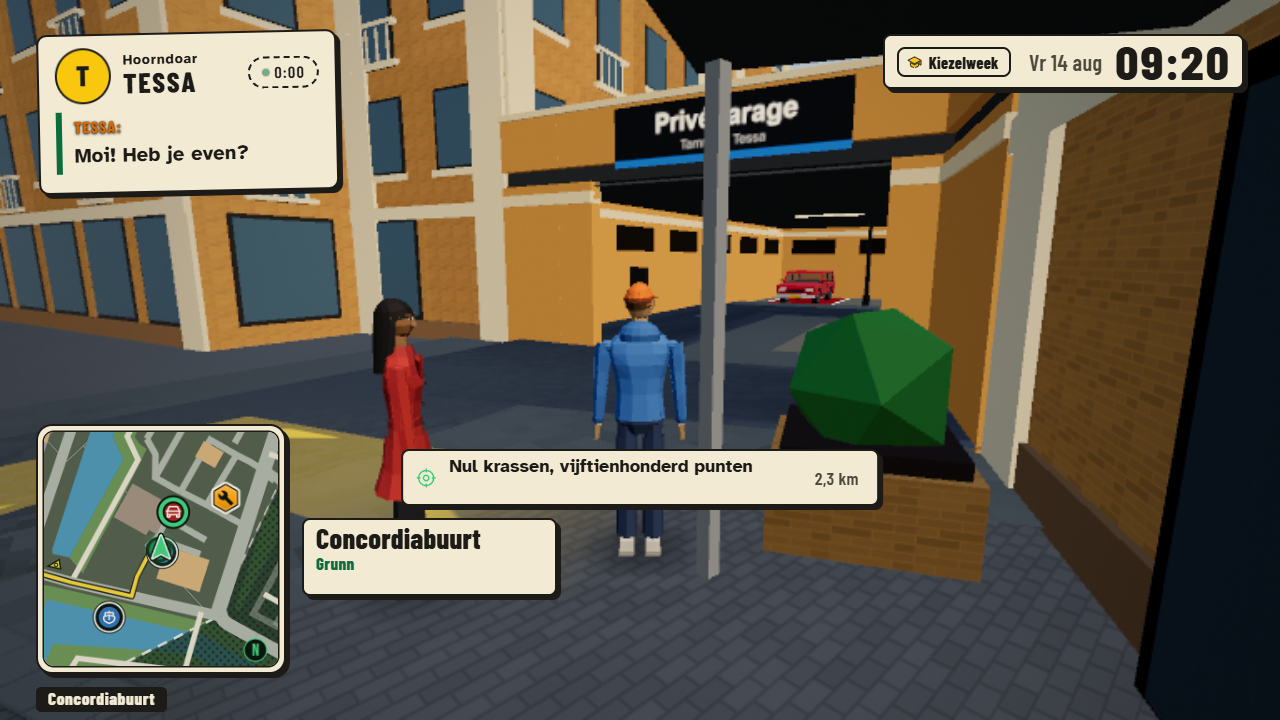 T
Hoorndoar
TESSA
0:00
TESSA:
Moi! Heb je even?
Kiezelweek
Vr 14 aug
09:20
Tessa
Nul krassen, vijftienhonderd punten
2,3 km
Concordiabuurt
Grunn
N
Concordiabuurt